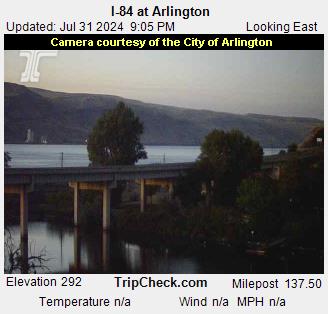 I-84 at Arlington
Updated: Jul 31 2024 9:05 PM Looking East
Camera courtesy of the City of Arlington
Elevation 292 TripCheck.com Milepost 137.50
Temperature n/a Wind n/a MPH n/a